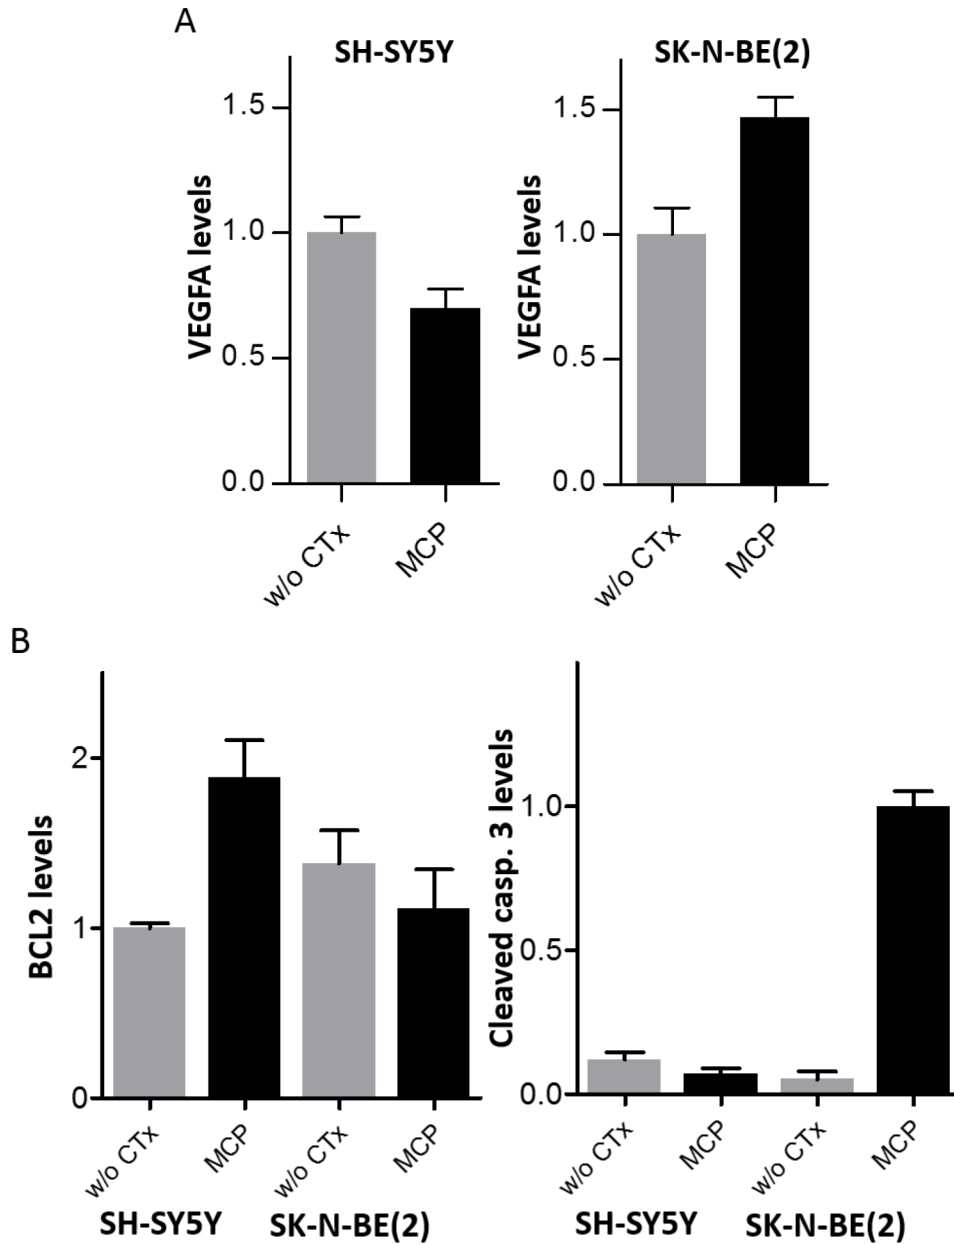 A
SH-SY5Y
SK-N-BE(2)
VEGFA levels
1.5
1.0
0.5
0.0
w/o CTx
MCP
VEGFA levels
1.5
1.0
0.5
0.0
w/o CTx
MCP
B
BCL2 levels
2
1
0
w/o CTx
MCP
w/o CTx
MCP
SH-SY5Y
SK-N-BE(2)
Cleaved casp. 3 levels
1.0
0.5
0.0
w/o CTx
MCP
w/o CTx
MCP
SH-SY5Y
SK-N-BE(2)